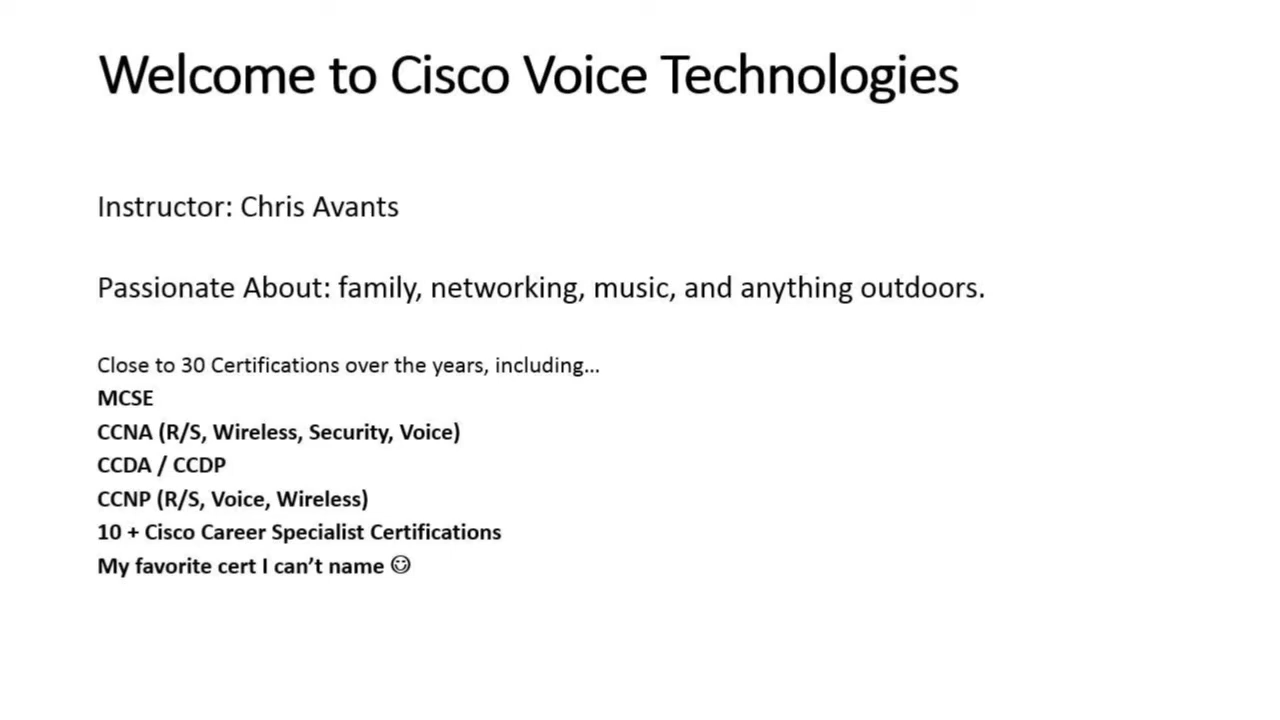 Welcome to Cisco Voice Technologies
Instructor: Chris Avants
Passionate About: family, networking, music, and anything outdoors.
Close to 30 Certifications over the years, including...
MCSE
CCNA (R/S, Wireless, Security, Voice)
CCDA / CCDP
CCNP (R/S, Voice, Wireless)
10 + Cisco Career Specialist Certifications
My favorite cert I can’t name ☺